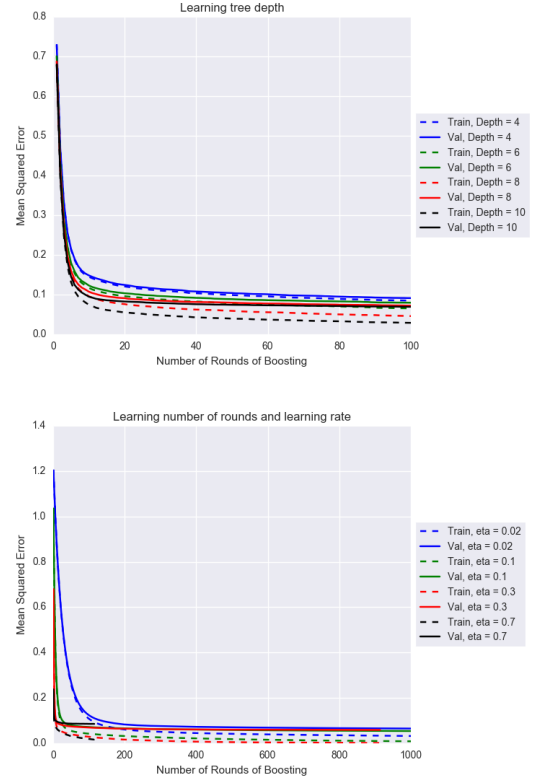 Learning tree depth
0.8
0.7
0.6
0.5
0.4
0.3
0.2
0.1
0.0
Mean Squared Error
0 20 40 60 80 100
Number of Rounds of Boosting
Train, Depth = 4
Val, Depth = 4
Train, Depth = 6
Val, Depth = 6
Train, Depth = 8
Val, Depth = 8
Train, Depth = 10
Val, Depth = 10
Learning number of rounds and learning rate
1.4
1.2
1.0
0.8
0.6
0.4
0.2
0.0
Mean Squared Error
0 200 400 600 800 1000
Number of Rounds of Boosting
Train, eta = 0.02
Val, eta = 0.02
Train, eta = 0.1
Val, eta = 0.1
Train, eta = 0.3
Val, eta = 0.3
Train, eta = 0.7
Val, eta = 0.7